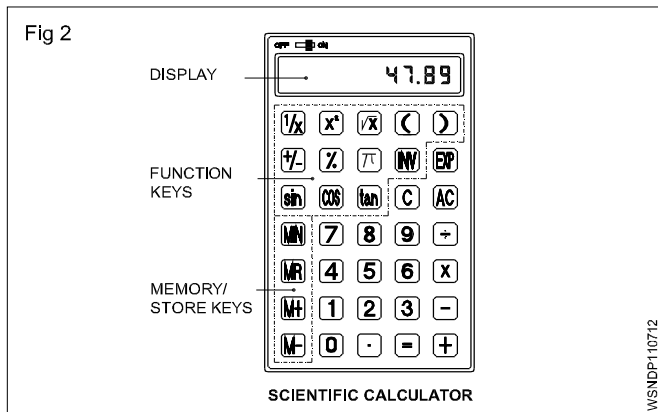 Fig 2
OFF ON
DISPLAY
47.89
1/x x² √x ( )
+/- % π INV EXP
FUNCTION
KEYS
sin COS tan C AC
MIN 7 8 9 ÷
MR 4 5 6 X
MEMORY/
STORE KEYS
M+ 1 2 3 -
M- 0 . = +
SCIENTIFIC CALCULATOR
WSNDP110712